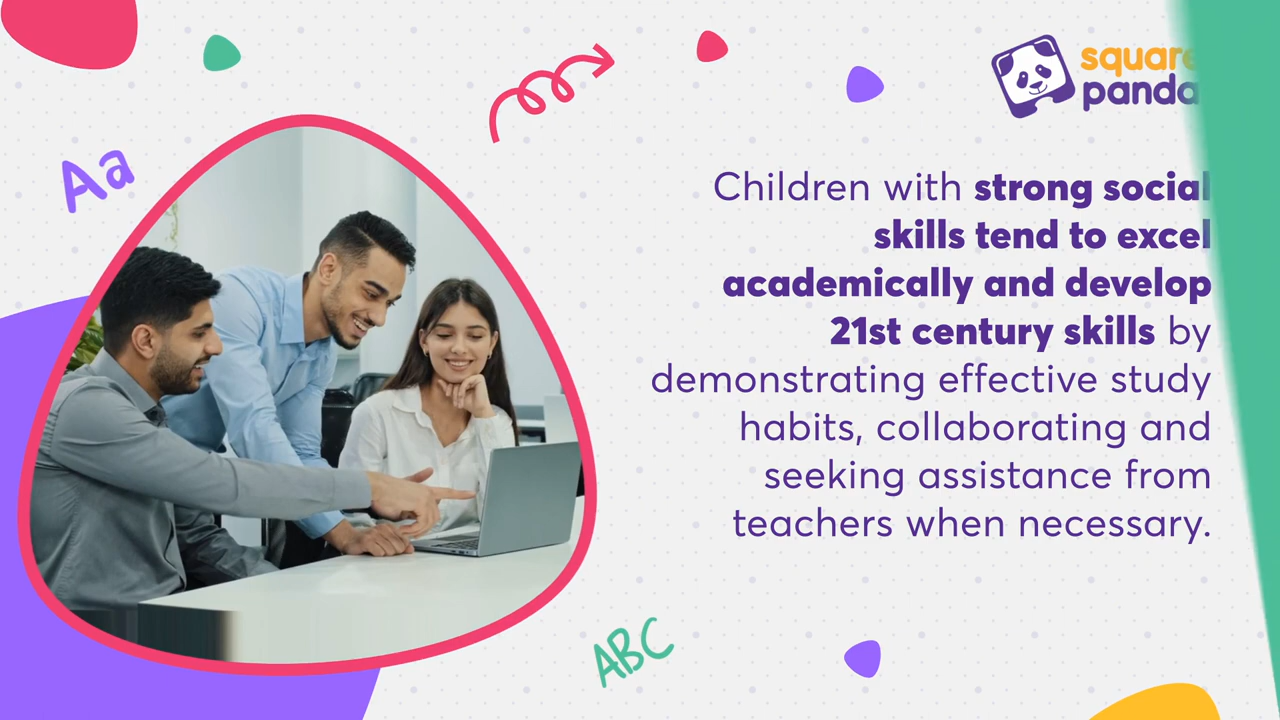 square
panda
Aa
Children with strong social
skills tend to excel
academically and develop
21st century skills by
demonstrating effective study
habits, collaborating and
seeking assistance from
teachers when necessary.
ABC